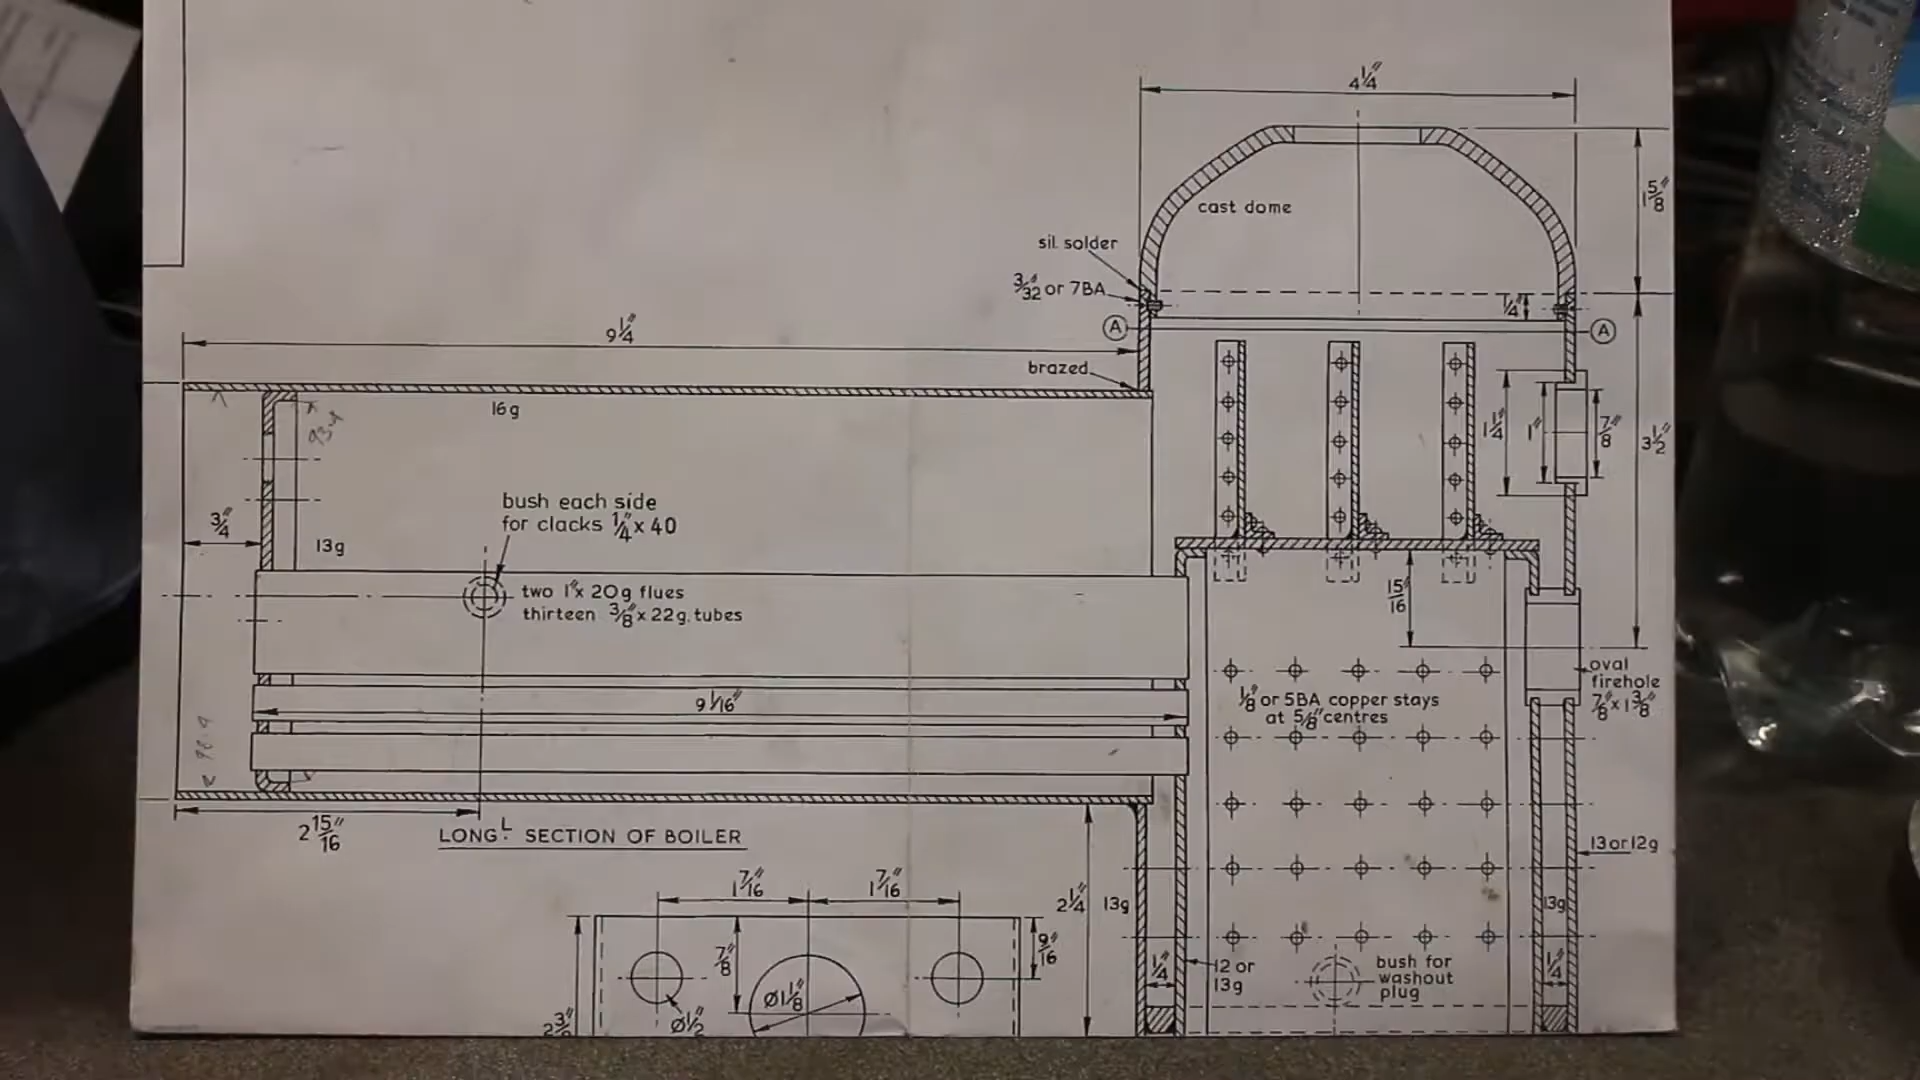 4¼"
1⅝"
cast dome
sil. solder
3/32" or 7BA
¼"
A
A
9¼"
brazed
16g
93.4
1¼"
1"
⅞"
3½"
bush each side
for clacks ¼" x 40
¾"
13g
two 1" x 20g flues
thirteen ⅜" x 22g. tubes
15/16"
oval
firehole
⅞" x 1⅜"
⅛" or 5BA copper stays
at ⅝" centres
9 1/16"
2 15/16"
LONG.L SECTION OF BOILER
13 or 12g
1 7/16"
1 7/16"
2¼"
13g
13g
⅞"
9/16"
¼"
12 or
13g
bush for
washout
plug
¼"
Ø1⅛"
Ø½"